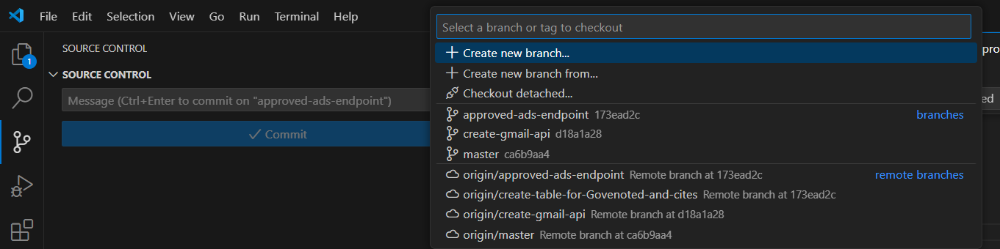 File Edit Selection View Go Run Terminal Help
1
SOURCE CONTROL
SOURCE CONTROL
Message (Ctrl+Enter to commit on "approved-ads-endpoint")
Commit
Select a branch or tag to checkout
Create new branch...
Create new branch from...
Checkout detached...
approved-ads-endpoint 173ead2c branches
create-gmail-api d18a1a28
master ca6b9aa4
origin/approved-ads-endpoint Remote branch at 173ead2c remote branches
origin/create-table-for-Govenoted-and-cites Remote branch at 173ead2c
origin/create-gmail-api Remote branch at d18a1a28
origin/master Remote branch at ca6b9aa4
pro
ed